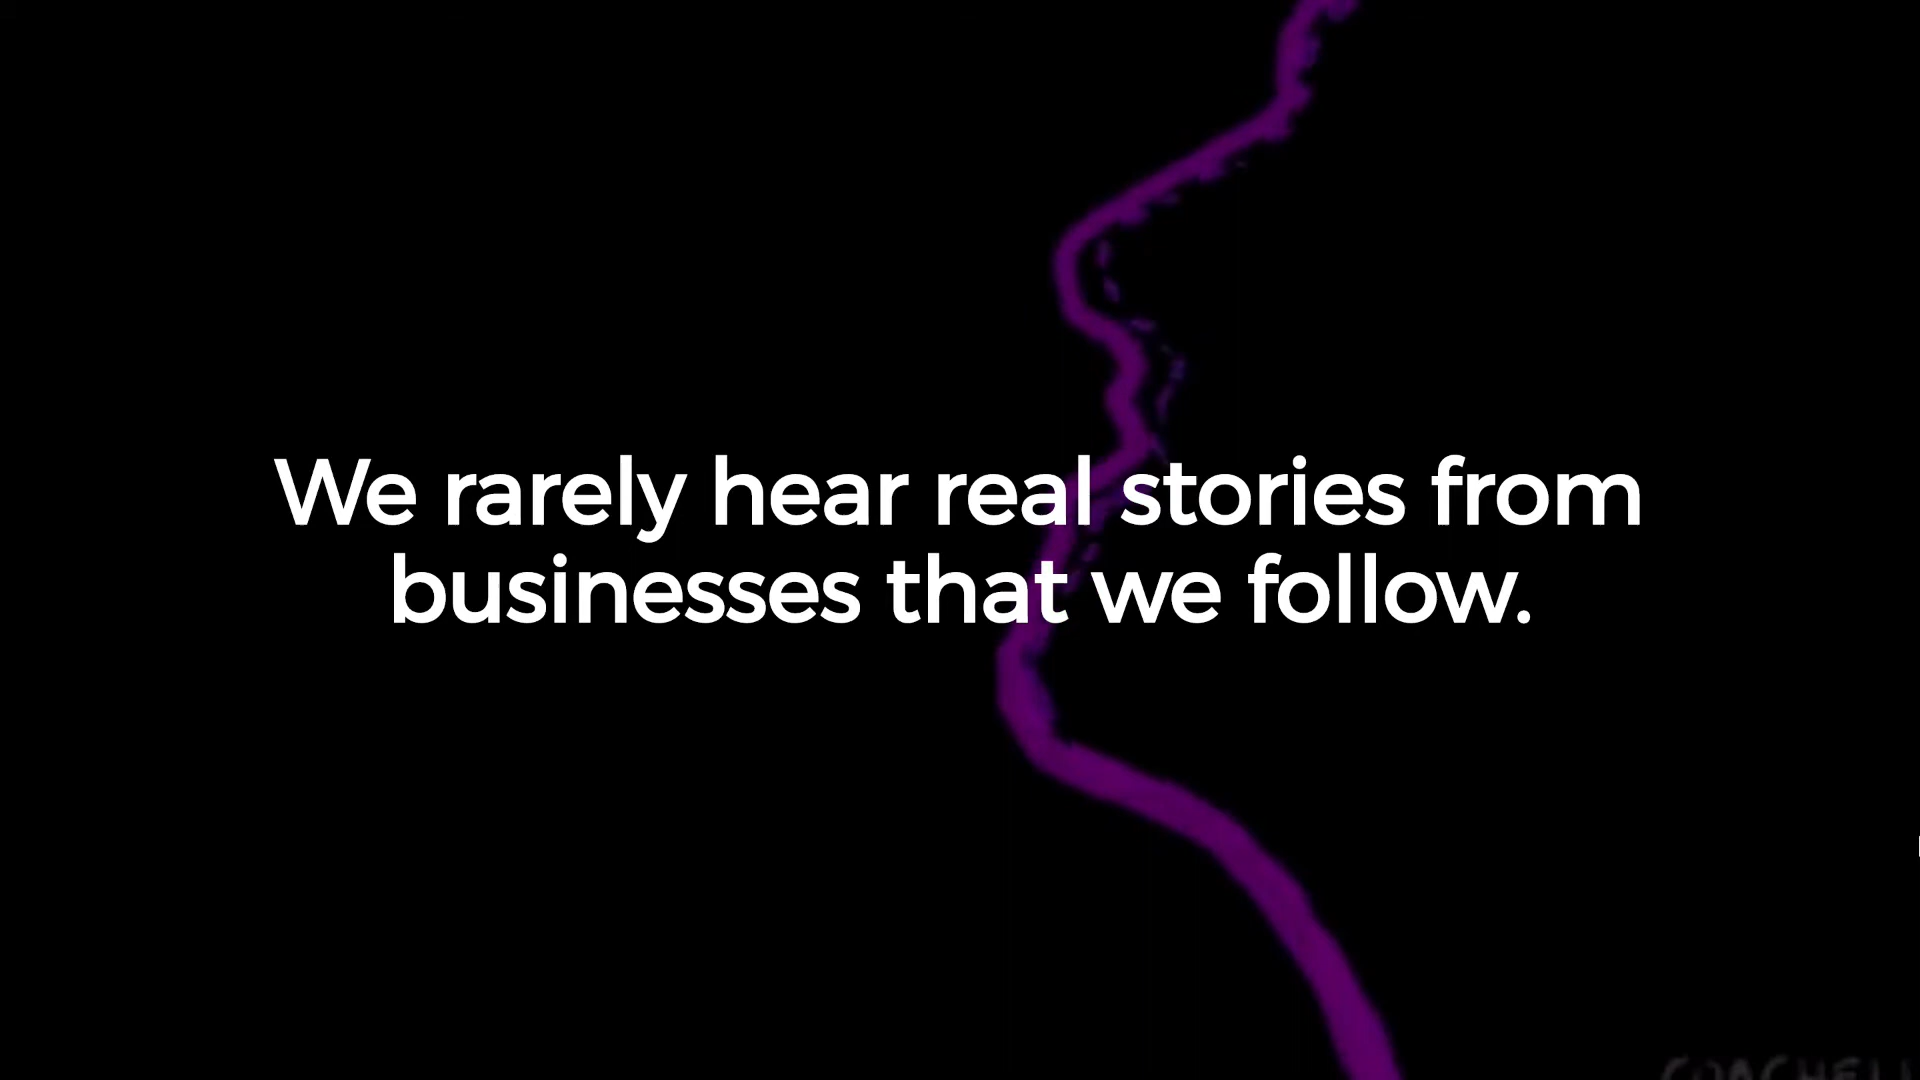 We rarely hear real stories from
businesses that we follow.